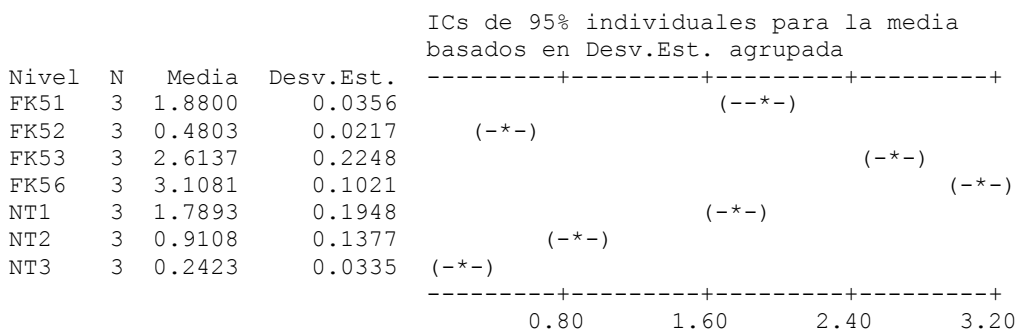 ICs de 95% individuales para la media
basados en Desv.Est. agrupada
Nivel  N   Media  Desv.Est.  ---------+---------+---------+---------+
FK51   3  1.8800     0.0356                      (--*-)
FK52   3  0.4803     0.0217     (-*-)
FK53   3  2.6137     0.2248                                (-*-)
FK56   3  3.1081     0.1021                                      (-*-)
NT1    3  1.7893     0.1948                     (-*-)
NT2    3  0.9108     0.1377          (-*-)
NT3    3  0.2423     0.0335  (-*-)
---------+---------+---------+---------+
0.80      1.60      2.40      3.20